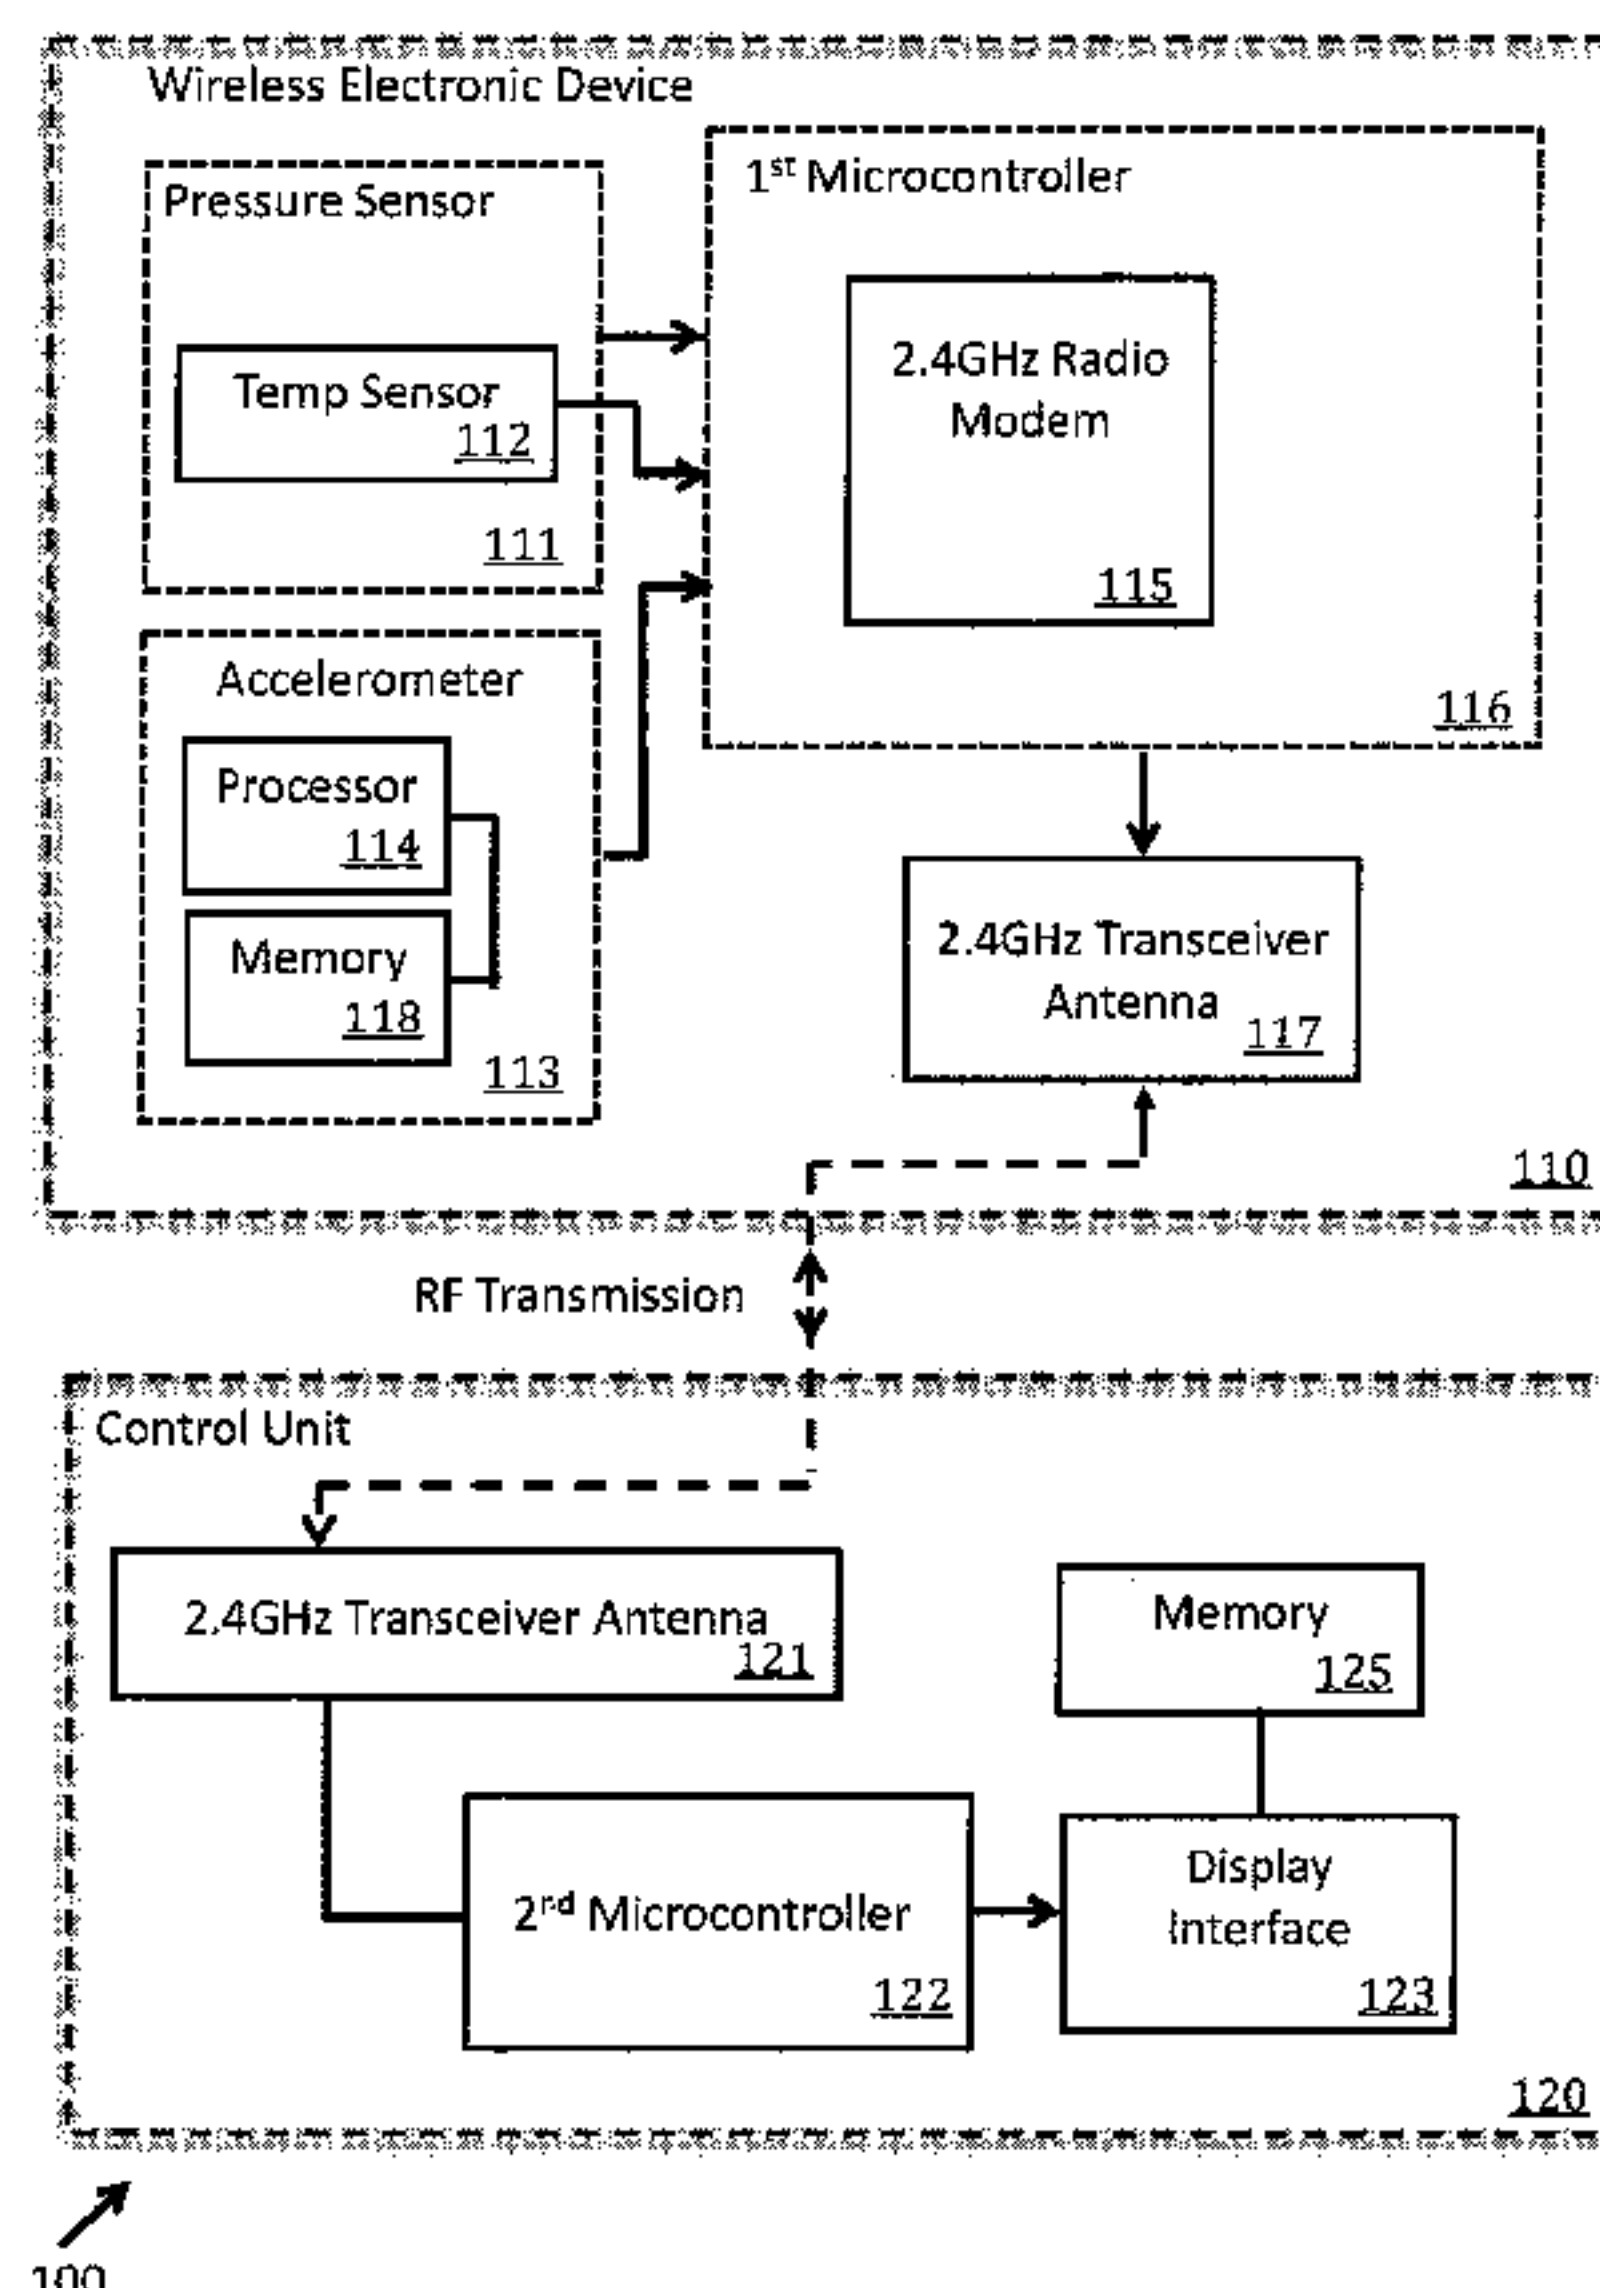 Wireless Electronic Device
Pressure Sensor
Temp Sensor
112
111
1st Microcontroller
2.4GHz Radio
Modem
115
116
Accelerometer
Processor
114
Memory
118
113
2.4GHz Transceiver
Antenna
117
110
RF Transmission
Control Unit
2.4GHz Transceiver Antenna
121
Memory
125
2rd Microcontroller
122
Display
Interface
123
120
100